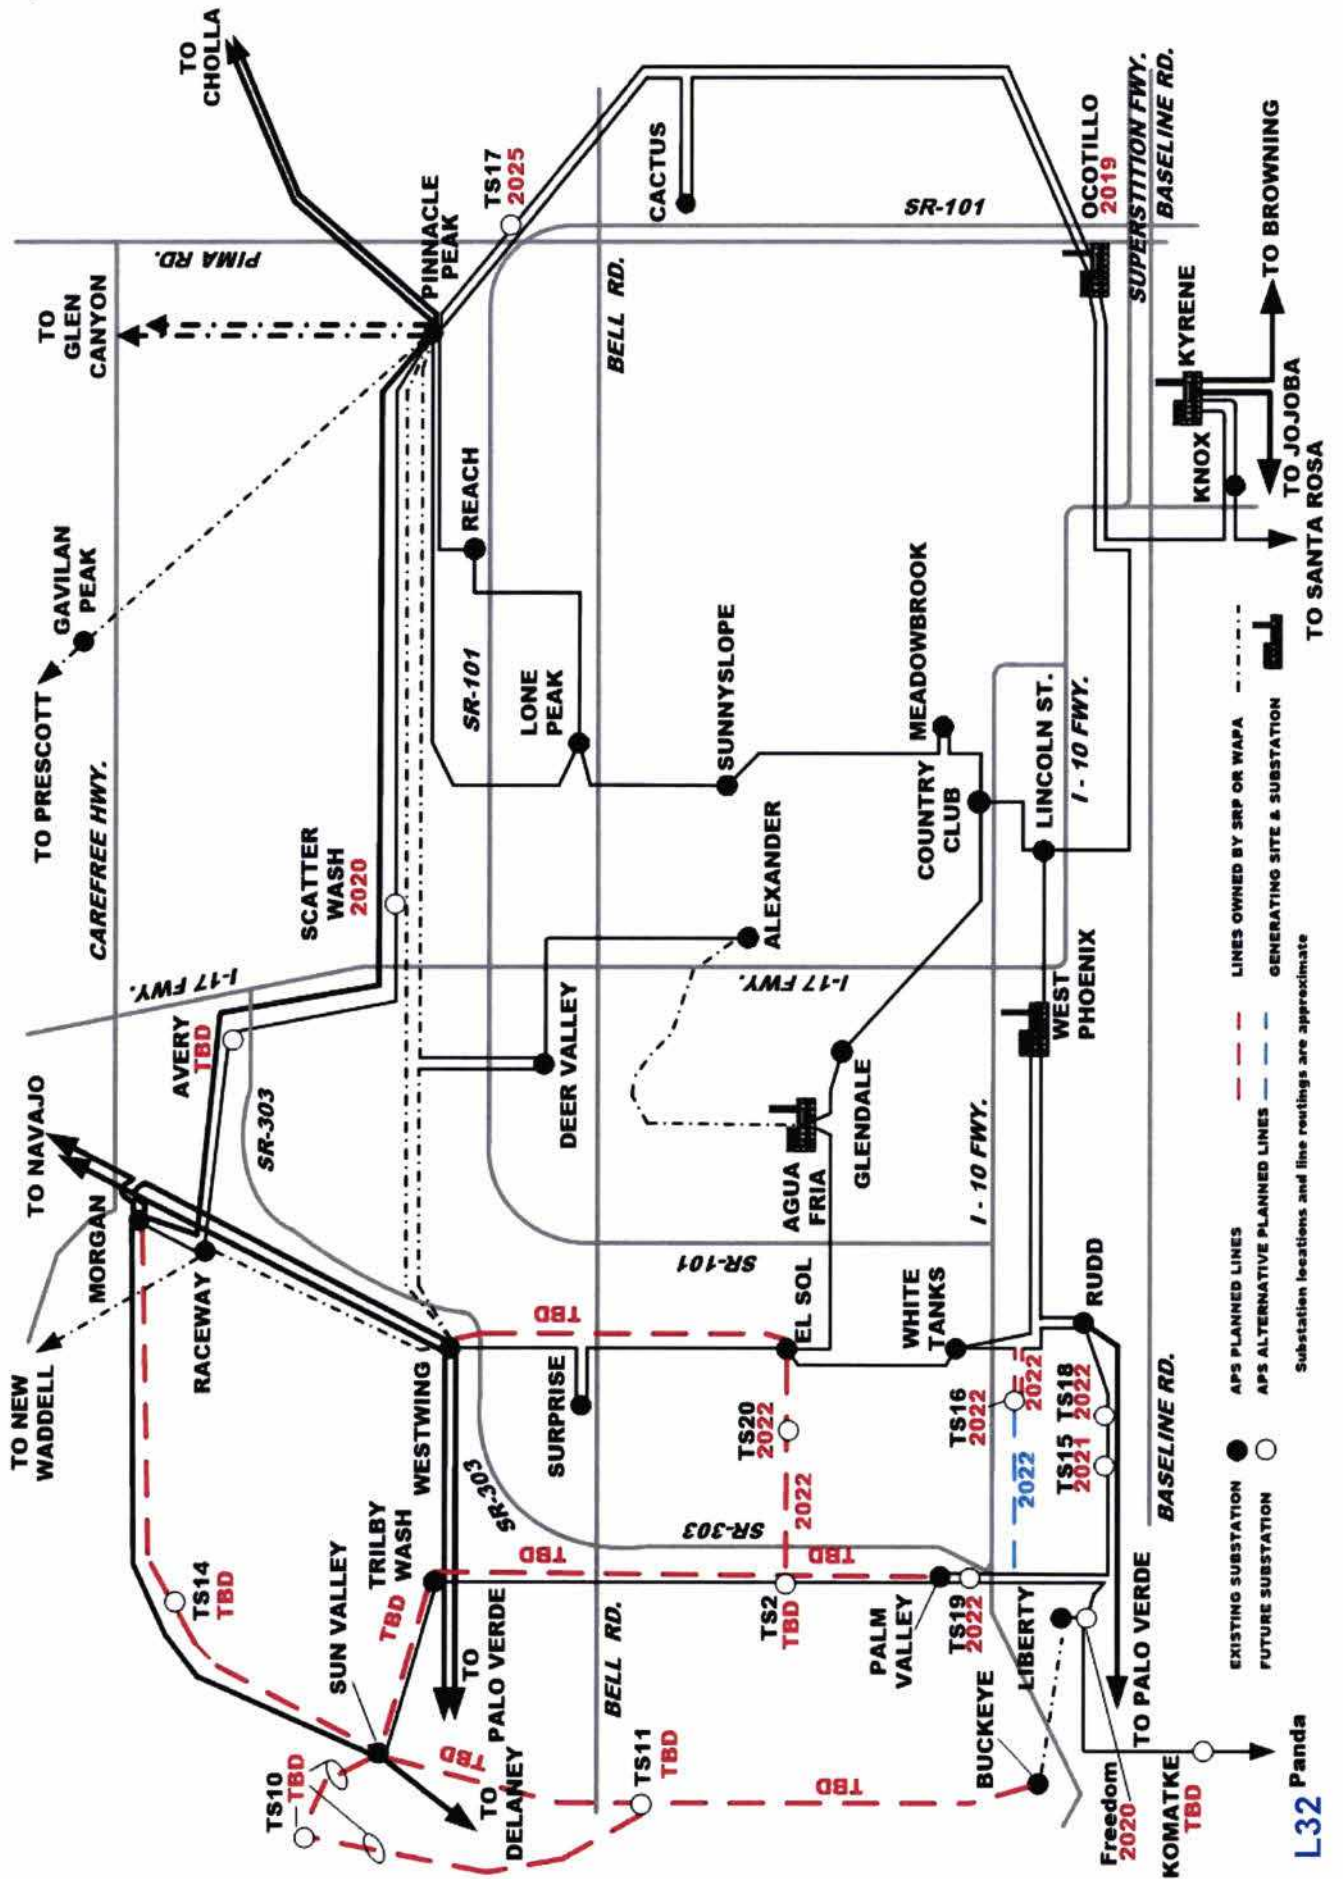 TO
CHOLLA
TO
GLEN
CANYON
PIMA RD.
TS17
2025
PINNACLE
PEAK
CACTUS
SR-101
OCOTILLO
2019
SUPERSTITION FWY.
BASELINE RD.
BELL RD.
KYRENE
TO BROWNING
KNOX
TO JOJOBA
TO SANTA ROSA
GAVILAN
PEAK
TO PRESCOTT
CAREFREE HWY.
REACH
SR-101
LONE
PEAK
SUNNYSLOPE
MEADOWBROOK
COUNTRY
CLUB
LINCOLN ST.
I - 10 FWY.
SCATTER
WASH
2020
ALEXANDER
I-17 FWY.
I-17 FWY.
AVERY
TBD
SR-303
DEER VALLEY
GLENDALE
WEST
PHOENIX
AGUA
FRIA
I - 10 FWY.
TO NAVAJO
MORGAN
RACEWAY
TO NEW
WADDELL
SR-101
WESTWING
TBD
EL SOL
WHITE
TANKS
RUDD
SURPRISE
TS20
2022
2022
TS16
2022
2022
2022
TS18
2022
TS15
2021
BASELINE RD.
SR-303
SR-303
TRILBY
WASH
TBD
TBD
TBD
TS14
TBD
SUN VALLEY
TO
PALO VERDE
TO
DELANEY
BELL RD.
TS2
TBD
PALM
VALLEY
TS19
2022
LIBERTY
BUCKEYE
TO PALO VERDE
TS10
TBD
TBD
TS11
TBD
TBD
Freedom
2020
KOMATKE
TBD
Panda
EXISTING SUBSTATION
FUTURE SUBSTATION
APS PLANNED LINES
APS ALTERNATIVE PLANNED LINES
LINES OWNED BY SRP OR WAPA
GENERATING SITE & SUBSTATION
Substation locations and line routings are approximate
L32